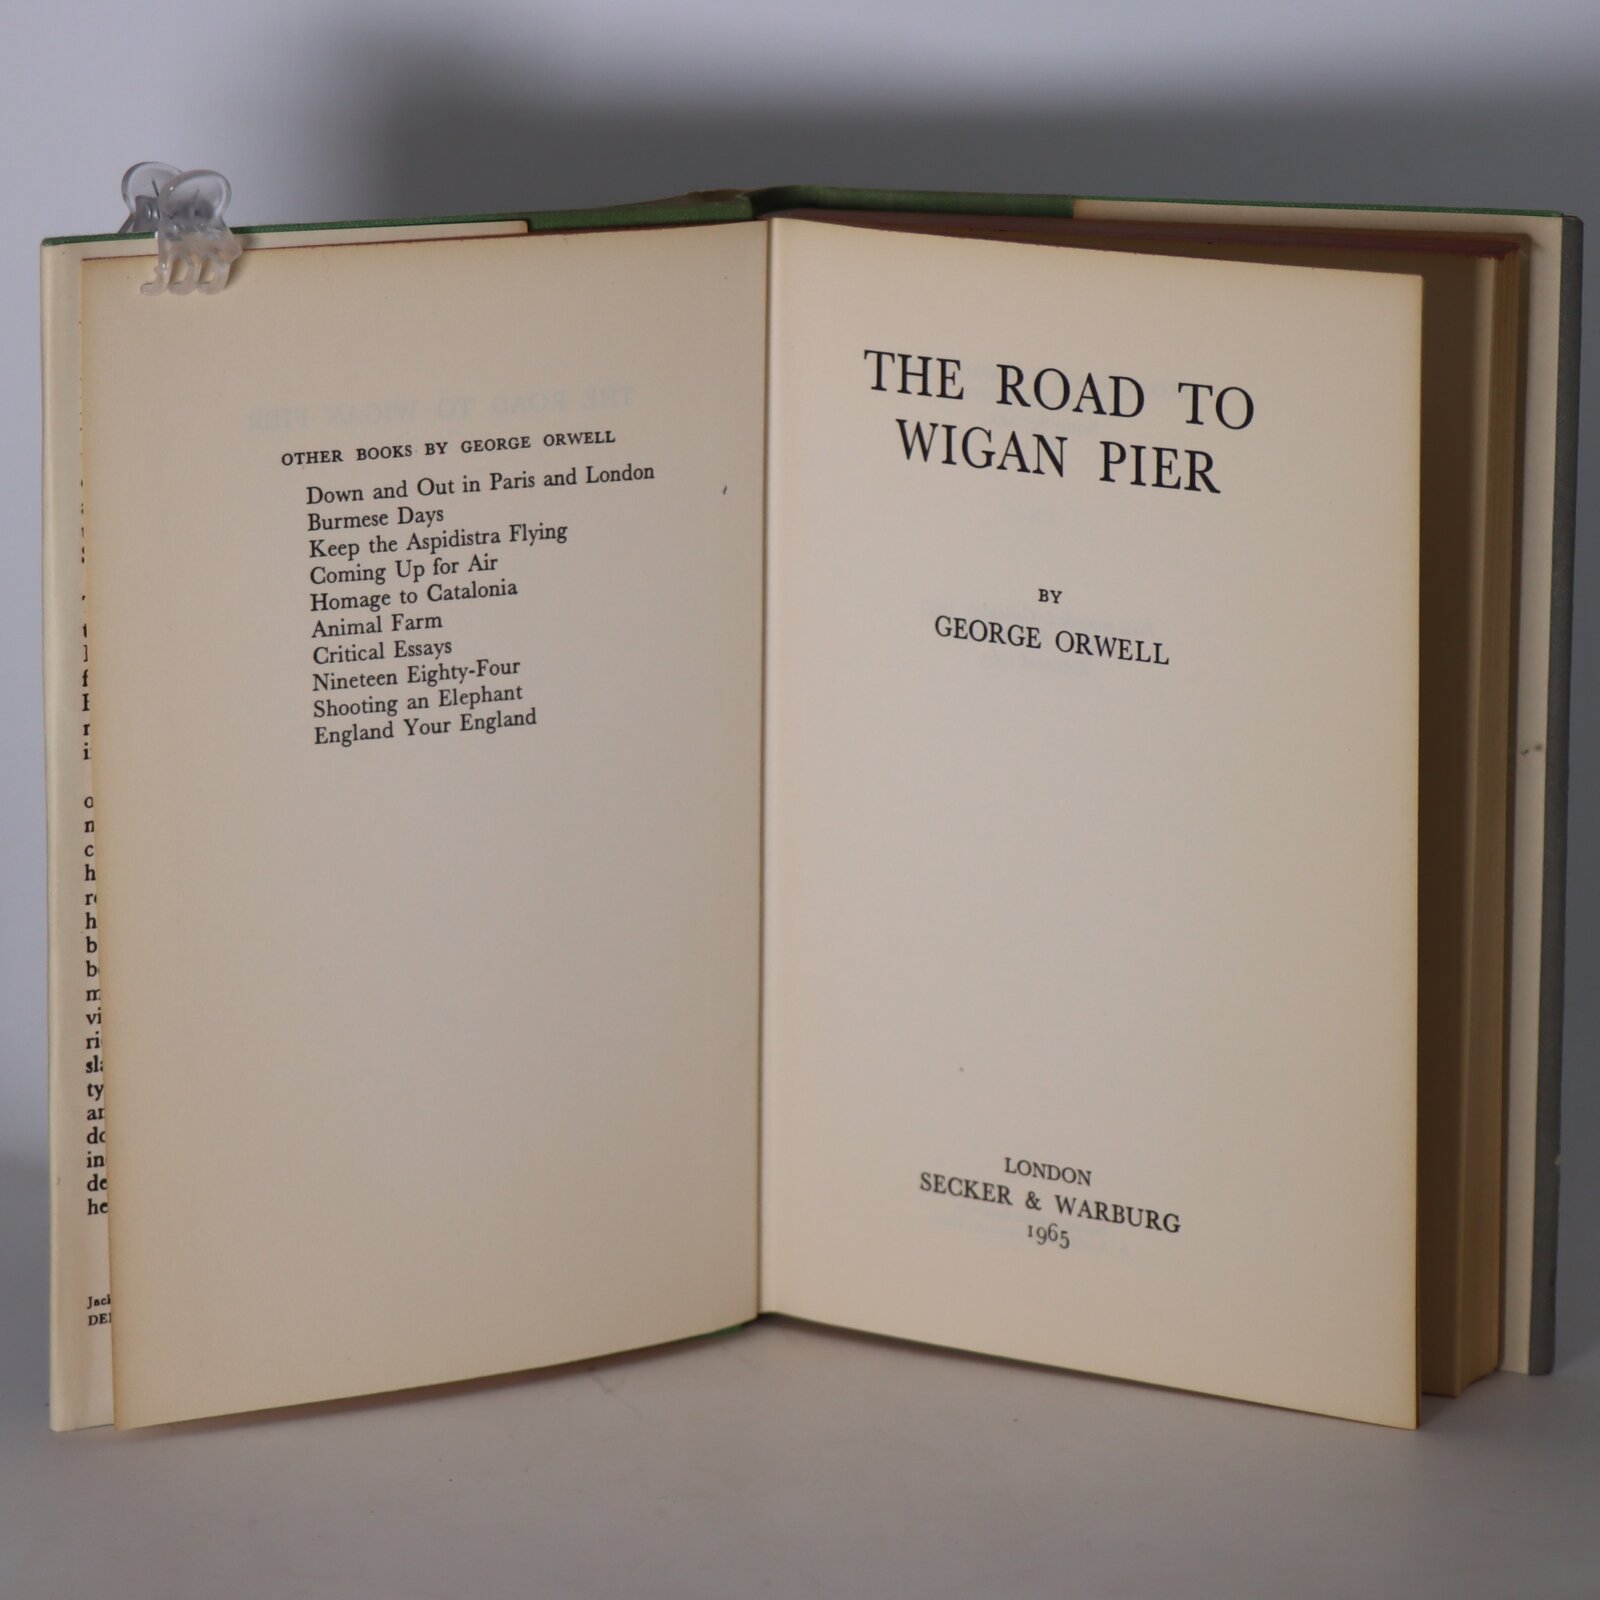 OTHER BOOKS BY GEORGE ORWELL
Down and Out in Paris and London
Burmese Days
Keep the Aspidistra Flying
Coming Up for Air
Homage to Catalonia
Animal Farm
Critical Essays
Nineteen Eighty-Four
Shooting an Elephant
England Your England
THE ROAD TO
WIGAN PIER
BY
GEORGE ORWELL
LONDON
SECKER & WARBURG
1965